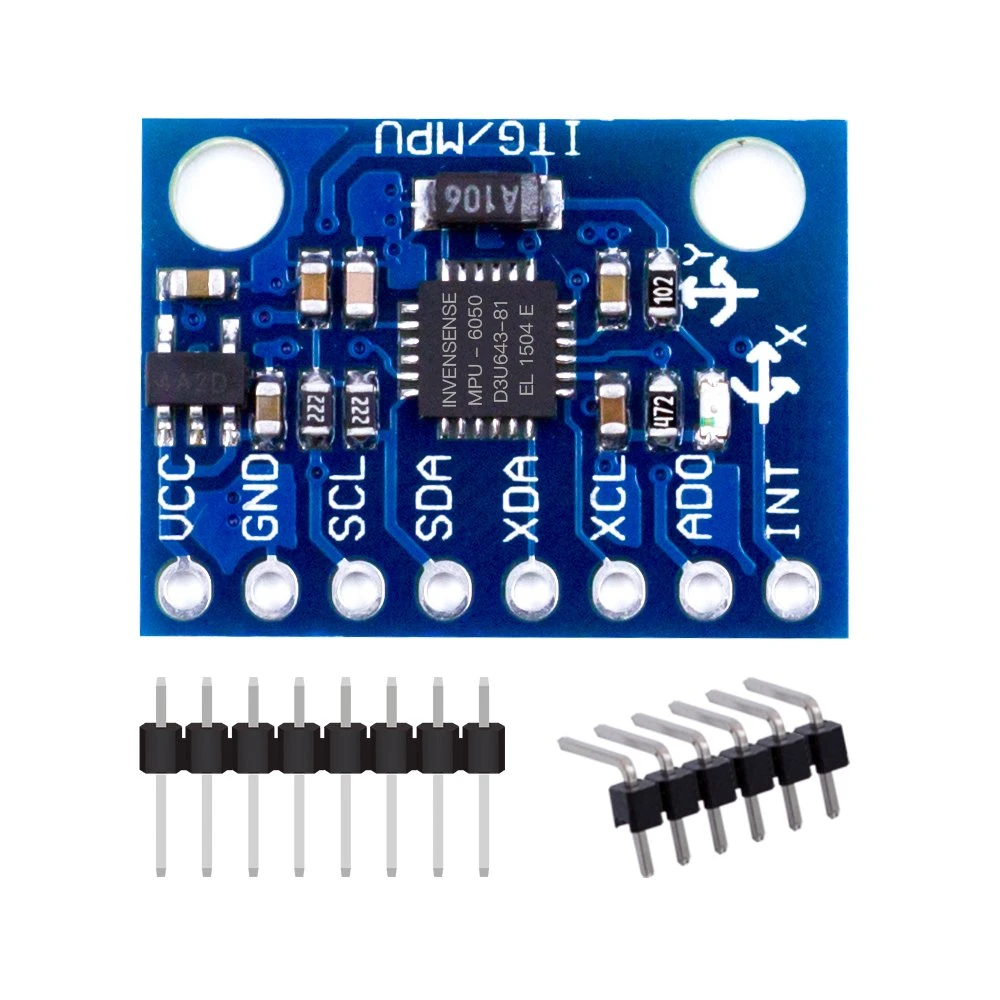 ITG/MPU
A106
Y
102
X
INVENSENSE
MPU - 6050
D3U643-81
EL 1504 E
4A2D
222
222
472
VCC
GND
SCL
SDA
XDA
XCL
ADO
INT